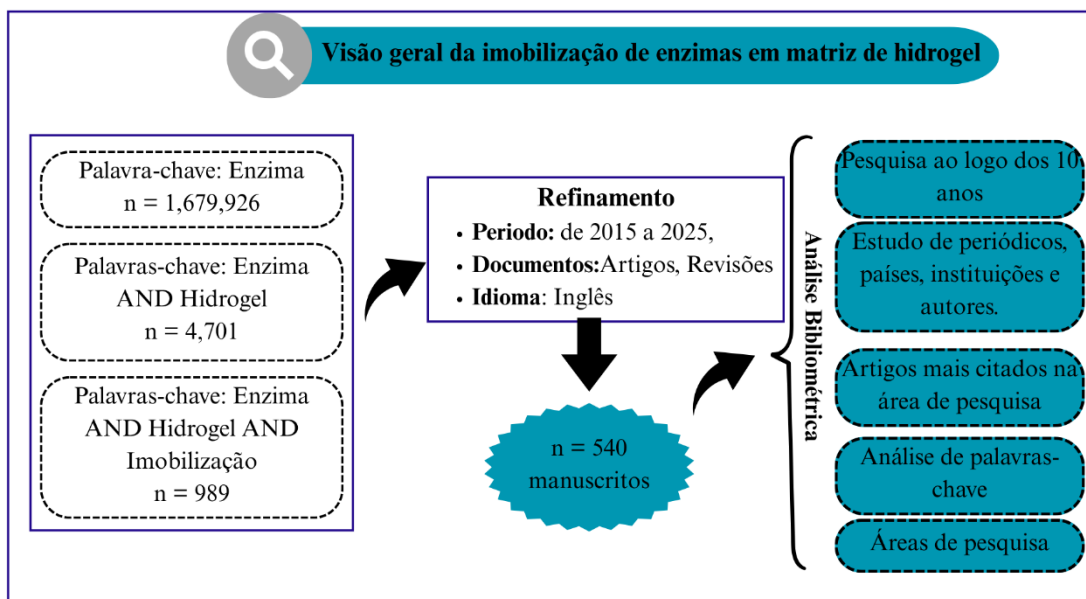 Visão geral da imobilização de enzimas em matriz de hidrogel
Palavra-chave: Enzima
n = 1,679,926
Palavras-chave: Enzima
AND Hidrogel
n = 4,701
Palavras-chave: Enzima
AND Hidrogel AND
Imobilização
n = 989
Refinamento
• Periodo: de 2015 a 2025,
• Documentos:Artigos, Revisões
• Idioma: Inglês
n = 540
manuscritos
Análise Bibliométrica
Pesquisa ao logo dos 10
anos
Estudo de periódicos,
países, instituições e
autores.
Artigos mais citados na
área de pesquisa
Análise de palavras-
chave
Áreas de pesquisa